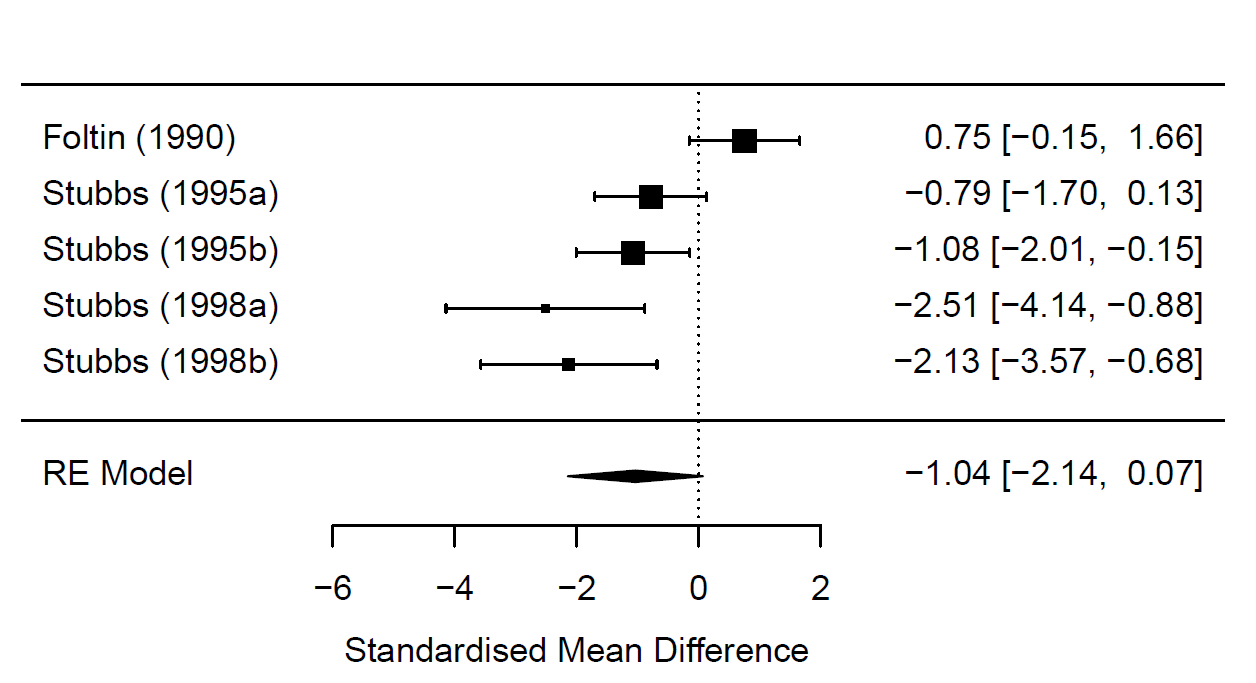 Foltin (1990) 0.75 [−0.15, 1.66]
Stubbs (1995a) −0.79 [−1.70, 0.13]
Stubbs (1995b) −1.08 [−2.01, −0.15]
Stubbs (1998a) −2.51 [−4.14, −0.88]
Stubbs (1998b) −2.13 [−3.57, −0.68]
RE Model −1.04 [−2.14, 0.07]
−6 −4 −2 0 2
Standardised Mean Difference